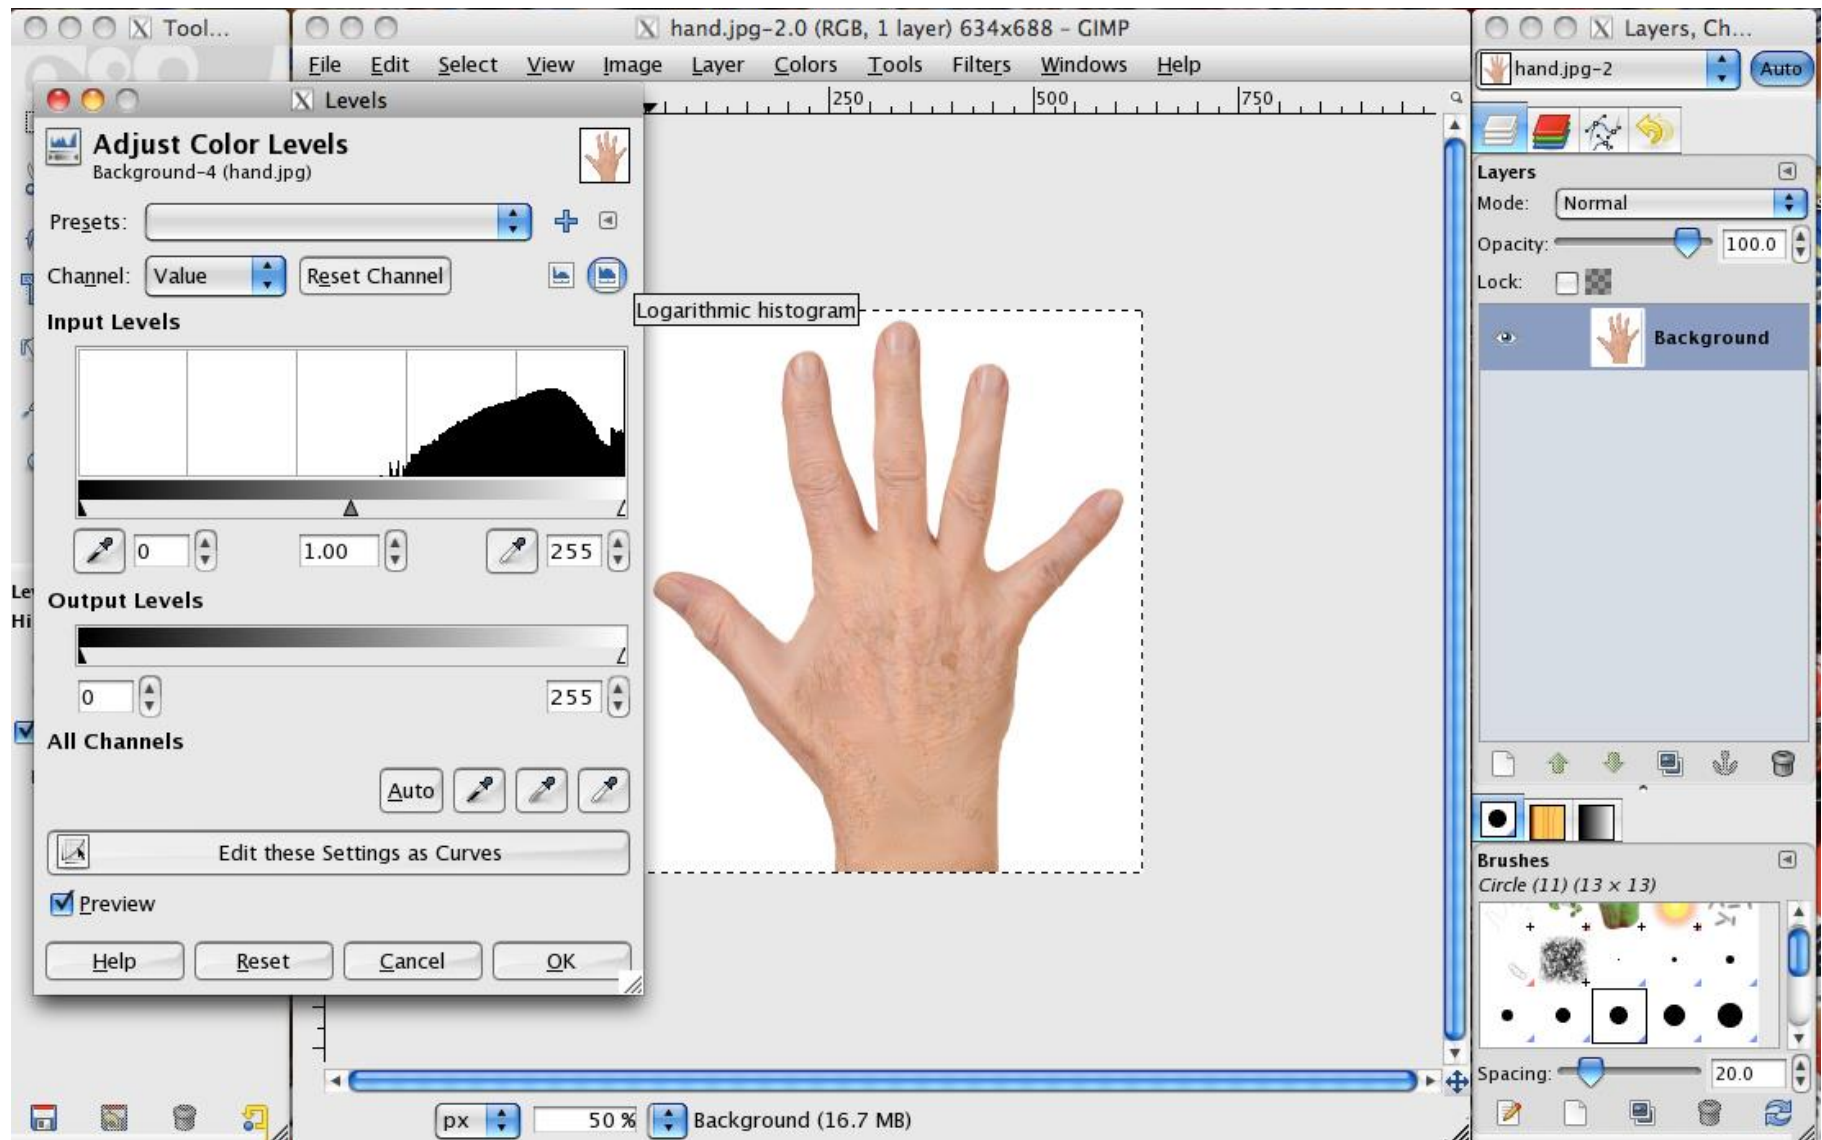 Tool...
hand.jpg-2.0 (RGB, 1 layer) 634x688 – GIMP
Layers, Ch...
File Edit Select View Image Layer Colors Tools Filters Windows Help
hand.jpg-2
Auto
Levels
250 500 750
Adjust Color Levels
Background-4 (hand.jpg)
Presets:
Channel: Value Reset Channel
Logarithmic histogram
Input Levels
0 1.00 255
Output Levels
0 255
All Channels
Auto
Edit these Settings as Curves
Preview
Help Reset Cancel OK
Le
Hi
px 50 % Background (16.7 MB)
Layers
Mode: Normal
Opacity: 100.0
Lock:
Background
Brushes
Circle (11) (13 × 13)
Spacing: 20.0